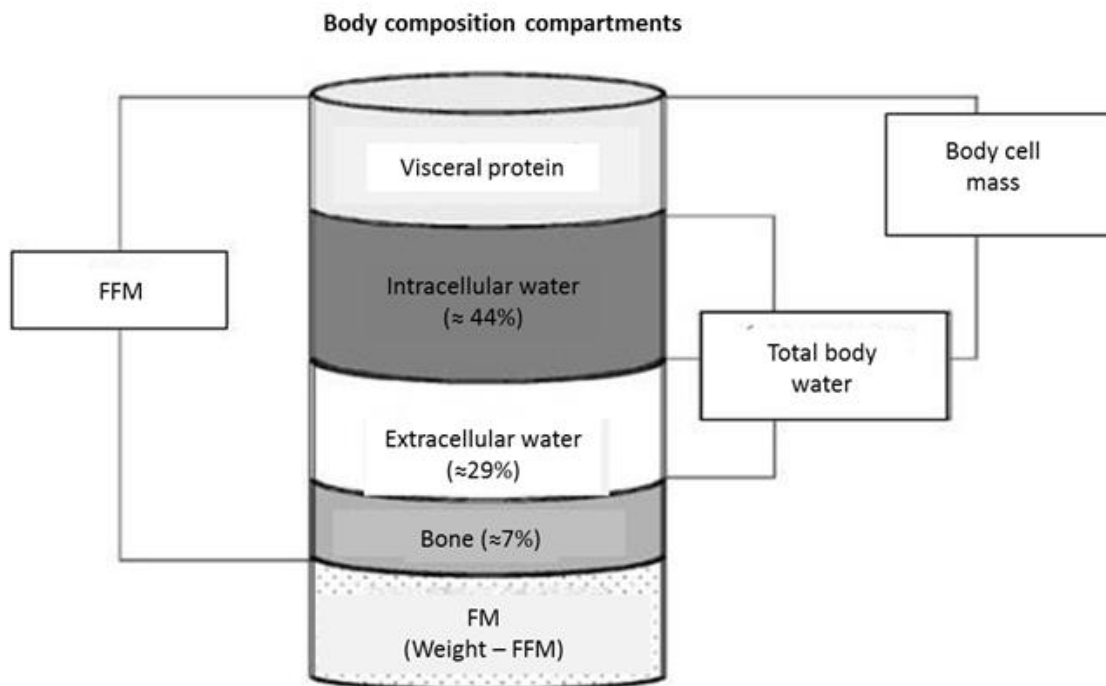 Body composition compartments
Visceral protein
Body cell
mass
FFM
Intracellular water
(≈ 44%)
Total body
water
Extracellular water
(≈29%)
Bone (≈7%)
FM
(Weight – FFM)